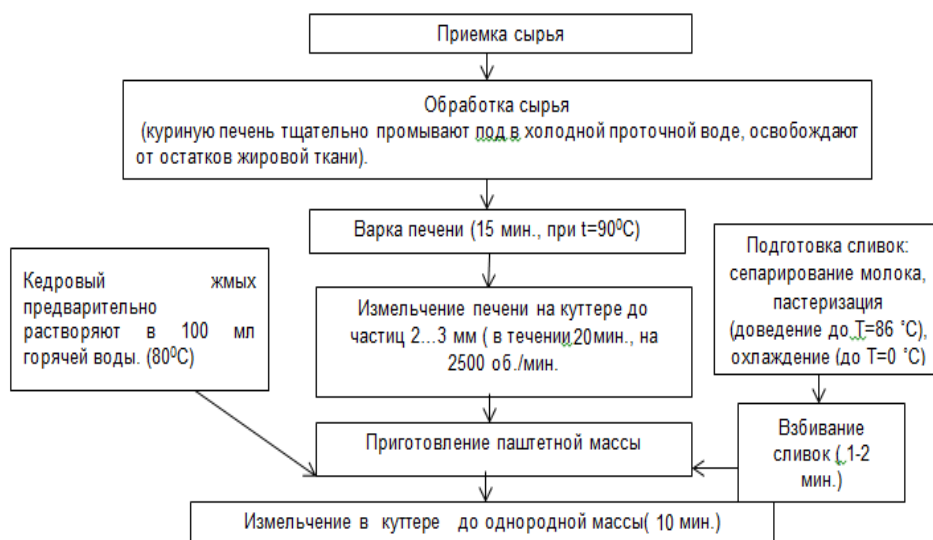 Приемка сырья
Обработка сырья
(куриную печень тщательно промывают под в холодной проточной воде, освобождают
от остатков жировой ткани).
Варка печени (15 мин., при t=90⁰С)
Кедровый жмых
предварительно
растворяют в 100 мл
горячей воды. (80⁰С)
Измельчение печени на куттере до
частиц 2...3 мм ( в течении 20мин., на
2500 об./мин.
Подготовка сливок:
сепарирование молока,
пастеризация
(доведение до Т=86 ˚С),
охлаждение (до Т=0 ˚С)
Приготовление паштетной массы
Взбивание
сливок ( 1-2
мин.)
Измельчение в куттере до однородной массы( 10 мин.)